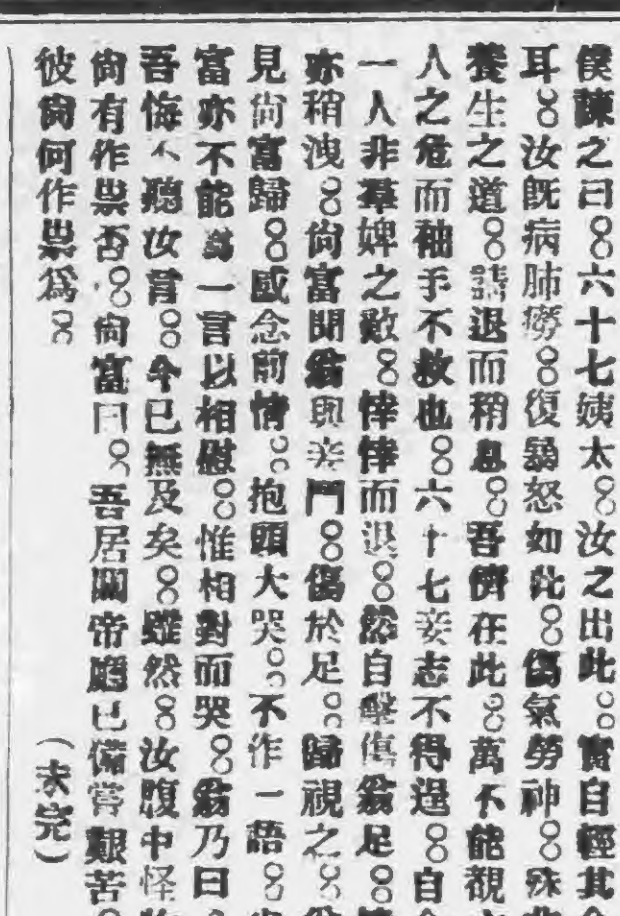 僕諫之曰。六十七姨太。汝之出此。實自輕其
耳。汝旣病肺癆。復暴怒如此。傷氣勞神。殊非
養生之道。請退而稍息。吾儕在此。萬不能視
人之危而袖手不救也。六十七妾志不得逞。自
一人非羣婢之敵。悻悻而退。然自擊傷翁足。
亦稍洩。尙富聞翁與妾鬥。傷於足。歸視之。翁
見尙富歸。感念前情。抱頭大哭。不作一語。尙
富亦不能爲一言以相慰。惟相對而哭。翁乃曰
吾悔不聽汝言。今已無及矣。雖然。汝腹中怪物
尙有作祟否。尙富曰。吾居關帝廟已備嘗艱苦。
彼尙何作祟爲。
（未完）